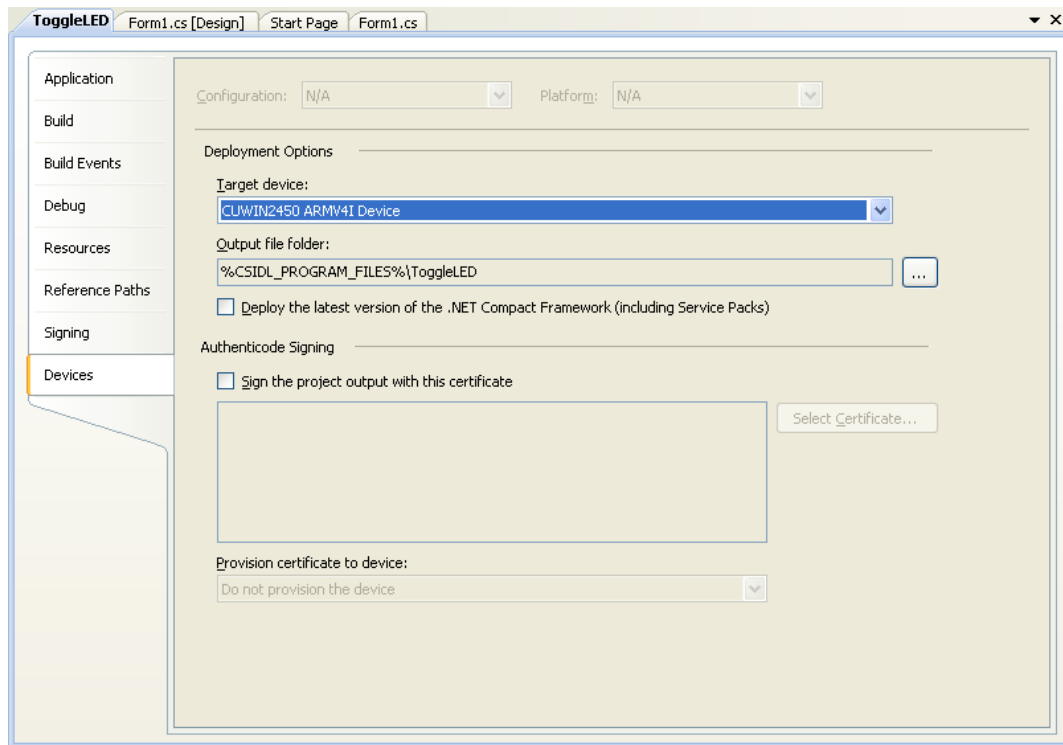 ToggleLED Form1.cs [Design] Start Page Form1.cs
Application
Build
Build Events
Debug
Resources
Reference Paths
Signing
Devices
Configuration: N/A Platform: N/A
Deployment Options
Target device:
CUWIN2450 ARMV4I Device
Output file folder:
%CSIDL_PROGRAM_FILES%\ToggleLED ...
Deploy the latest version of the .NET Compact Framework (including Service Packs)
Authenticode Signing
Sign the project output with this certificate
Select Certificate...
Provision certificate to device:
Do not provision the device